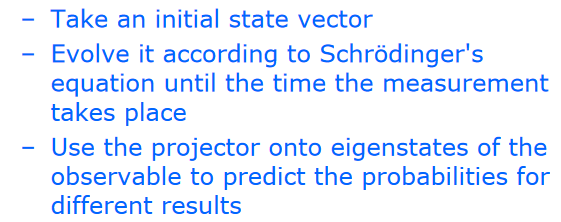 – Take an initial state vector
– Evolve it according to Schrödinger's
equation until the time the measurement
takes place
– Use the projector onto eigenstates of the
observable to predict the probabilities for
different results